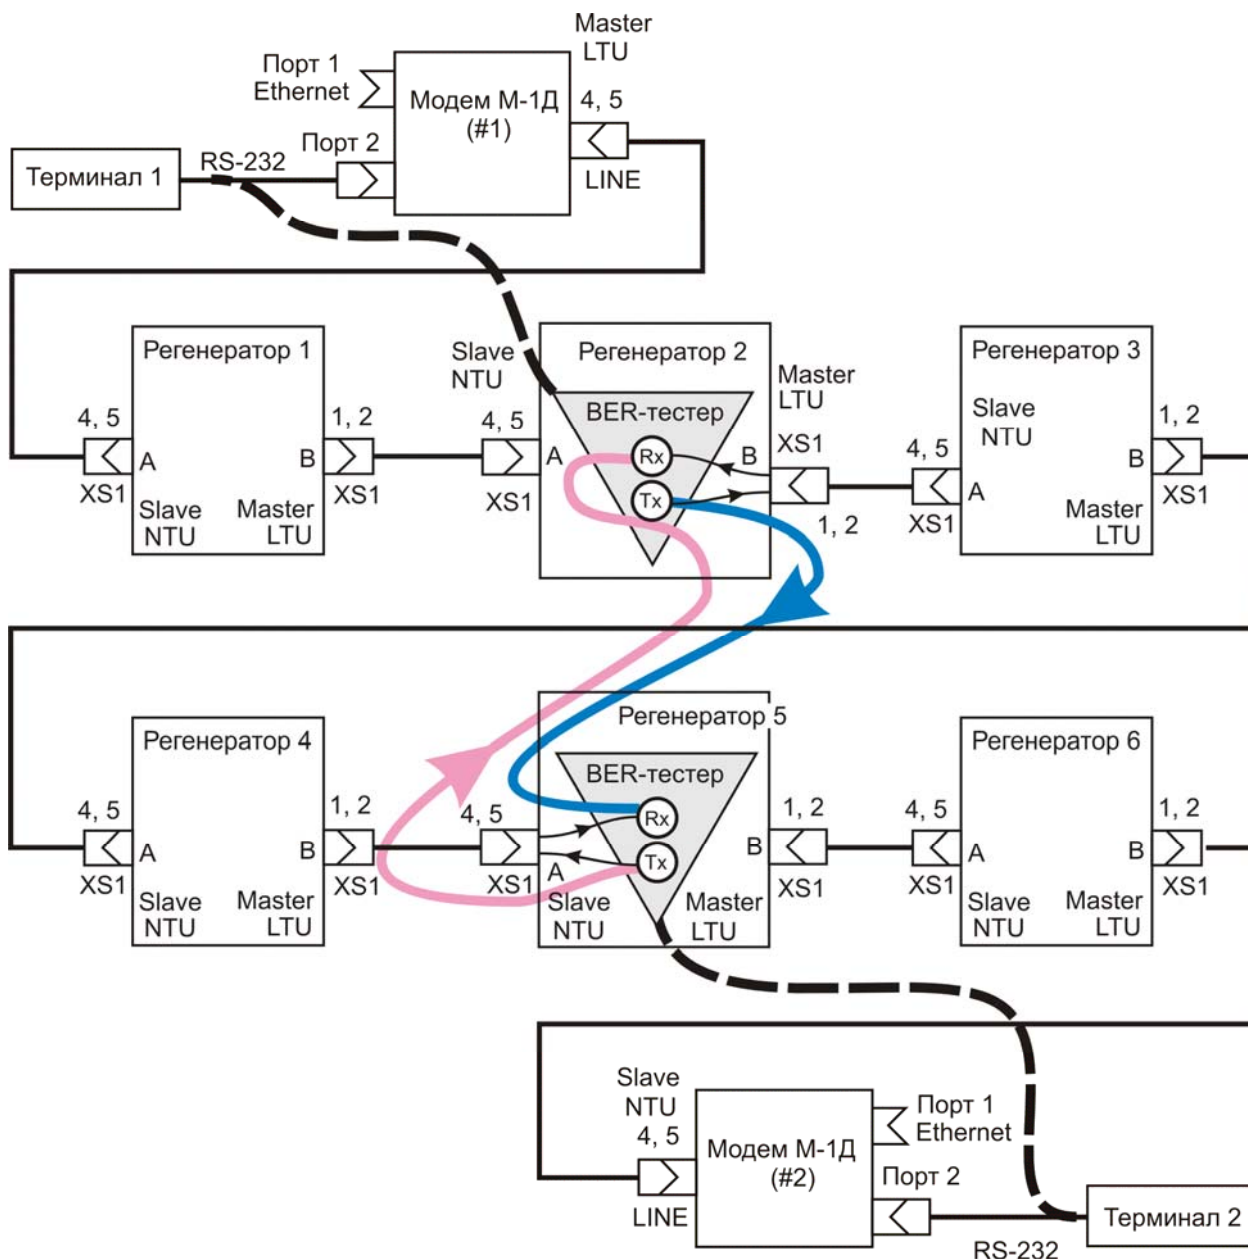 Master
LTU
Порт 1
Ethernet
4, 5
Модем М-1Д
(#1)
Порт 2
RS-232
LINE
Терминал 1
Регенератор 1
4, 5
1, 2
A
B
XS1
XS1
Slave
NTU
Master
LTU
Slave
NTU
Регенератор 2
Master
LTU
BER-тестер
4, 5
XS1
A
Rx
B
Tx
XS1
1, 2
Регенератор 3
Slave
NTU
4, 5
1, 2
B
A
XS1
XS1
Master
LTU
Регенератор 4
4, 5
1, 2
A
B
XS1
XS1
Slave
NTU
Master
LTU
Регенератор 5
BER-тестер
4, 5
1, 2
Rx
Tx
B
XS1
A
XS1
Slave
NTU
Master
LTU
Регенератор 6
4, 5
1, 2
A
B
XS1
XS1
Slave
NTU
Master
LTU
Slave
NTU
4, 5
Порт 1
Ethernet
Модем М-1Д
(#2)
Порт 2
LINE
Терминал 2
RS-232